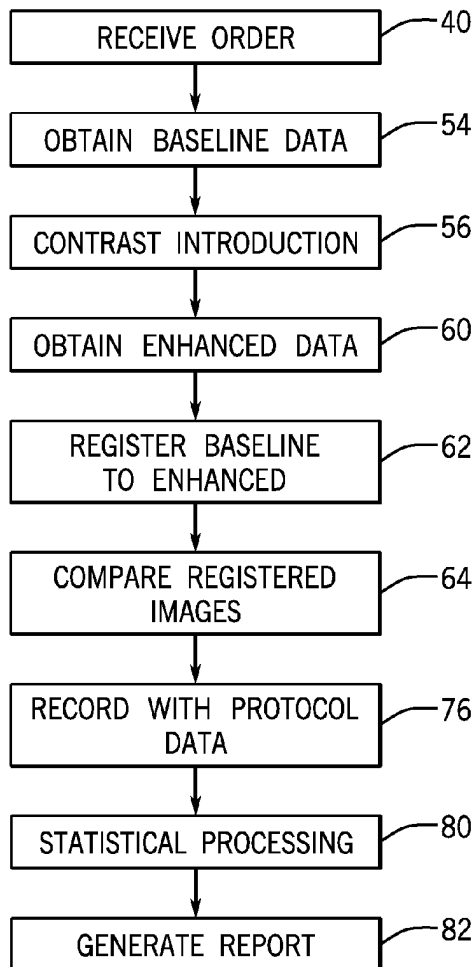 RECEIVE ORDER 40
OBTAIN BASELINE DATA 54
CONTRAST INTRODUCTION 56
OBTAIN ENHANCED DATA 60
REGISTER BASELINE 62
TO ENHANCED
COMPARE REGISTERED 64
IMAGES
RECORD WITH PROTOCOL 76
DATA
STATISTICAL PROCESSING 80
GENERATE REPORT 82